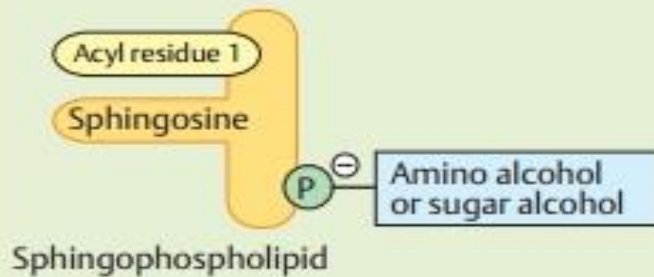 Acyl residue 1
Sphingosine
P
⊖
Amino alcohol
or sugar alcohol
Sphingophospholipid